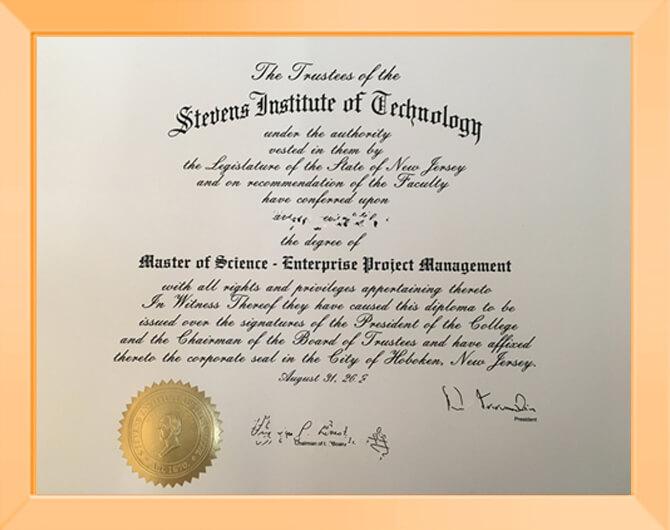 The Trustees of the
Stevens Institute of Technology
under the authority
vested in them by
the Legislature of the State of New Jersey
and on recommendation of the Faculty
have conferred upon
the degree of
Master of Science - Enterprise Project Management
with all rights and privileges appertaining thereto
In Witness Thereof they have caused this diploma to be
issued over the signatures of the President of the College
and the Chairman of the Board of Trustees and have affixed
thereto the corporate seal in the City of Hoboken, New Jersey.
August 31,
President
Chairman of